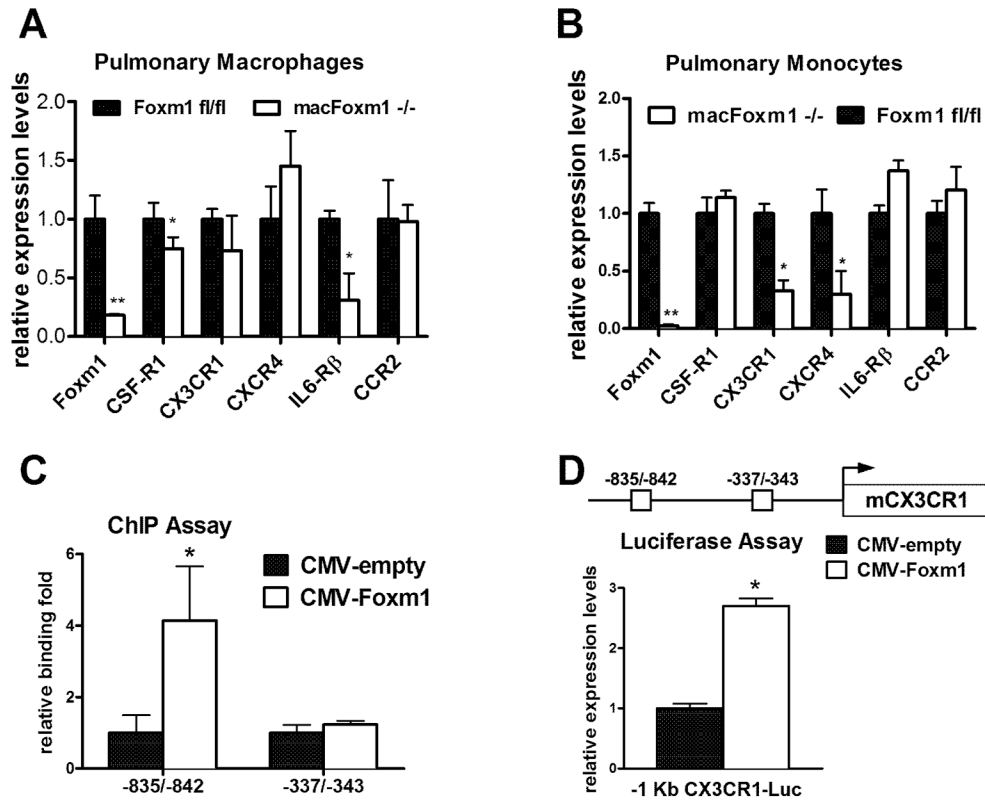 A
Pulmonary Macrophages
Foxm1 fl/fl
macFoxm1 -/-
relative expression levels
2.0
1.5
1.0
0.5
0.0
*
*
**
Foxm1
CSF-R1
CX3CR1
CXCR4
IL6-Rβ
CCR2
B
Pulmonary Monocytes
macFoxm1 -/-
Foxm1 fl/fl
relative expression levels
2.0
1.5
1.0
0.5
0.0
**
*
*
Foxm1
CSF-R1
CX3CR1
CXCR4
IL6-Rβ
CCR2
C
ChIP Assay
CMV-empty
CMV-Foxm1
relative binding fold
6
4
2
0
*
-835/-842
-337/-343
D
-835/-842
-337/-343
mCX3CR1
Luciferase Assay
CMV-empty
CMV-Foxm1
relative expression levels
3
2
1
0
*
-1 Kb CX3CR1-Luc